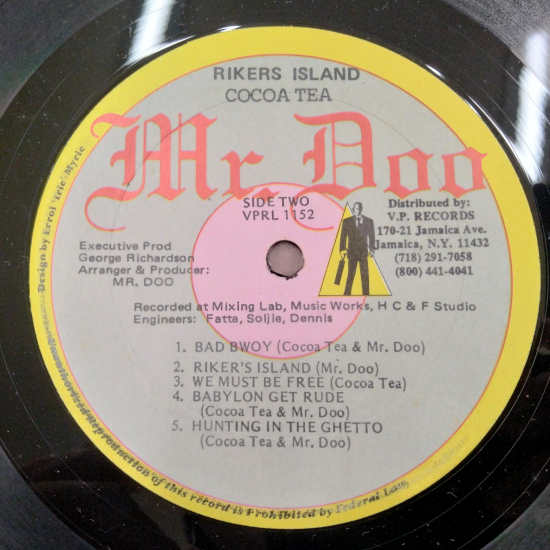 RIKERS ISLAND
COCOA TEA
Mr. Doo
SIDE TWO
VPRL 1152
Distributed by:
V.P. RECORDS
170-21 Jamaica Ave.
Jamaica, N.Y. 11432
(718) 291-7058
(800) 441-4041
Executive Prod
George Richardson
Arranger & Producer:
MR. DOO
Recorded at Mixing Lab, Music Works, H C & F Studio
Engineers: Fatta, Soljie, Dennis
1. BAD BWOY (Cocoa Tea & Mr. Doo)
2. RIKER'S ISLAND (Mr. Doo)
3. WE MUST BE FREE (Cocoa Tea)
4. BABYLON GET RUDE
(Cocoa Tea & Mr. Doo)
5. HUNTING IN THE GHETTO
(Cocoa Tea & Mr. Doo)
Design by Errol 'Irie' Myrie
Unauthorized Reproduction of this record is Prohibited by Federal Law,